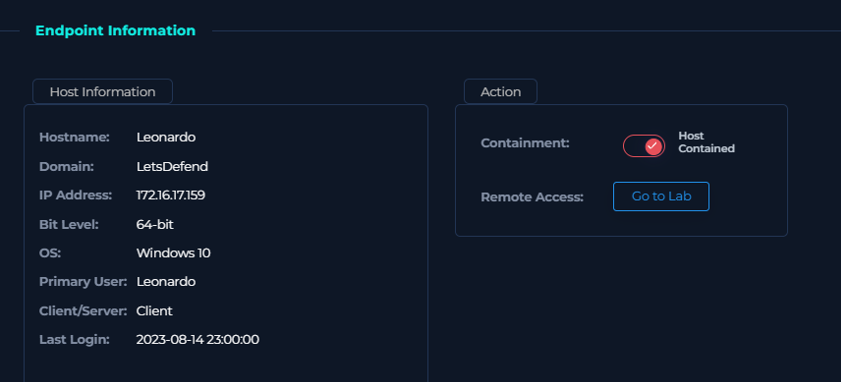 Endpoint Information
Host Information
Hostname: Leonardo
Domain: LetsDefend
IP Address: 172.16.17.159
Bit Level: 64-bit
OS: Windows 10
Primary User: Leonardo
Client/Server: Client
Last Login: 2023-08-14 23:00:00
Action
Containment: Host
Contained
Remote Access: Go to Lab